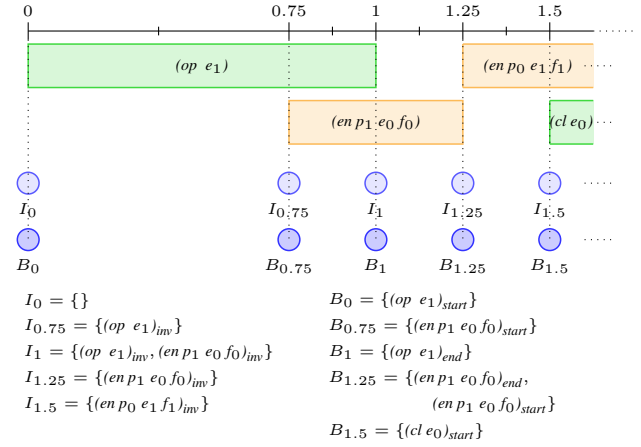 0 0.75 1 1.25 1.5
(op e₁) (en p₀ e₁ f₁)
(en p₁ e₀ f₀) (cl e₀)
I₀ I₀.₇₅ I₁ I₁.₂₅ I₁.₅
B₀ B₀.₇₅ B₁ B₁.₂₅ B₁.₅
I₀ = {} B₀ = {(op e₁)ₛₜₐᵣₜ}
I₀.₇₅ = {(op e₁)ᵢₙᵥ} B₀.₇₅ = {(en p₁ e₀ f₀)ₛₜₐᵣₜ}
I₁ = {(op e₁)ᵢₙᵥ, (en p₁ e₀ f₀)ᵢₙᵥ} B₁ = {(op e₁)_end}
I₁.₂₅ = {(en p₁ e₀ f₀)ᵢₙᵥ} B₁.₂₅ = {(en p₁ e₀ f₀)_end,
I₁.₅ = {(en p₀ e₁ f₁)ᵢₙᵥ} (en p₁ e₀ f₀)ₛₜₐᵣₜ}
B₁.₅ = {(cl e₀)ₛₜₐᵣₜ}